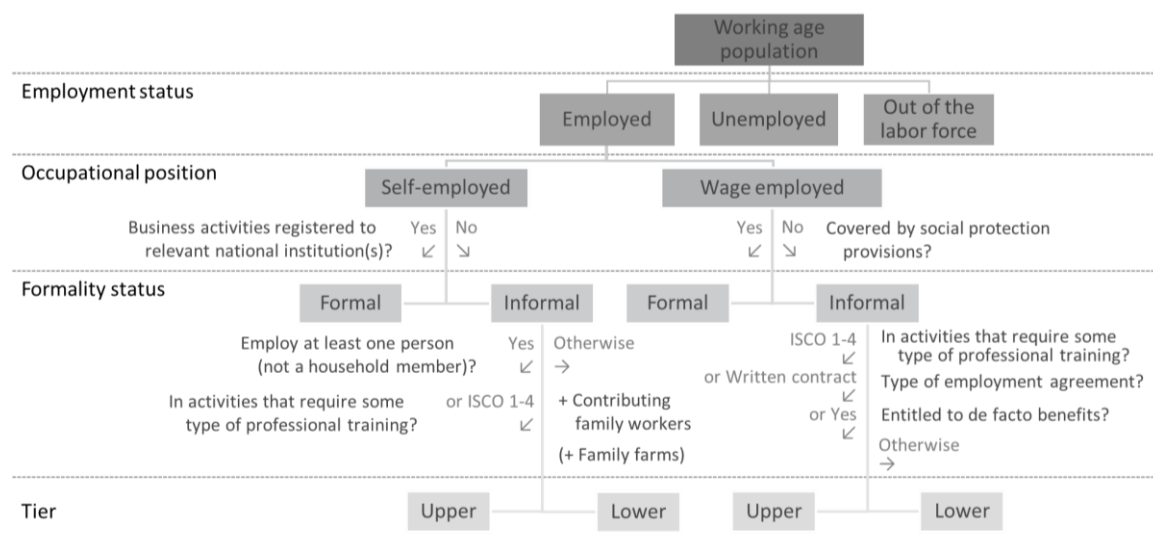 Working age
population
Employment status
Employed
Unemployed
Out of the
labor force
Occupational position
Self-employed
Wage employed
Business activities registered to
relevant national institution(s)?
Yes
No
Yes
No
Covered by social protection
provisions?
Formality status
Formal
Informal
Formal
Informal
Employ at least one person
(not a household member)?
Yes
Otherwise
In activities that require some
type of professional training?
or ISCO 1-4
+ Contributing
family workers
(+ Family farms)
ISCO 1-4
In activities that require some
type of professional training?
or Written contract
Type of employment agreement?
or Yes
Entitled to de facto benefits?
Otherwise
Tier
Upper
Lower
Upper
Lower